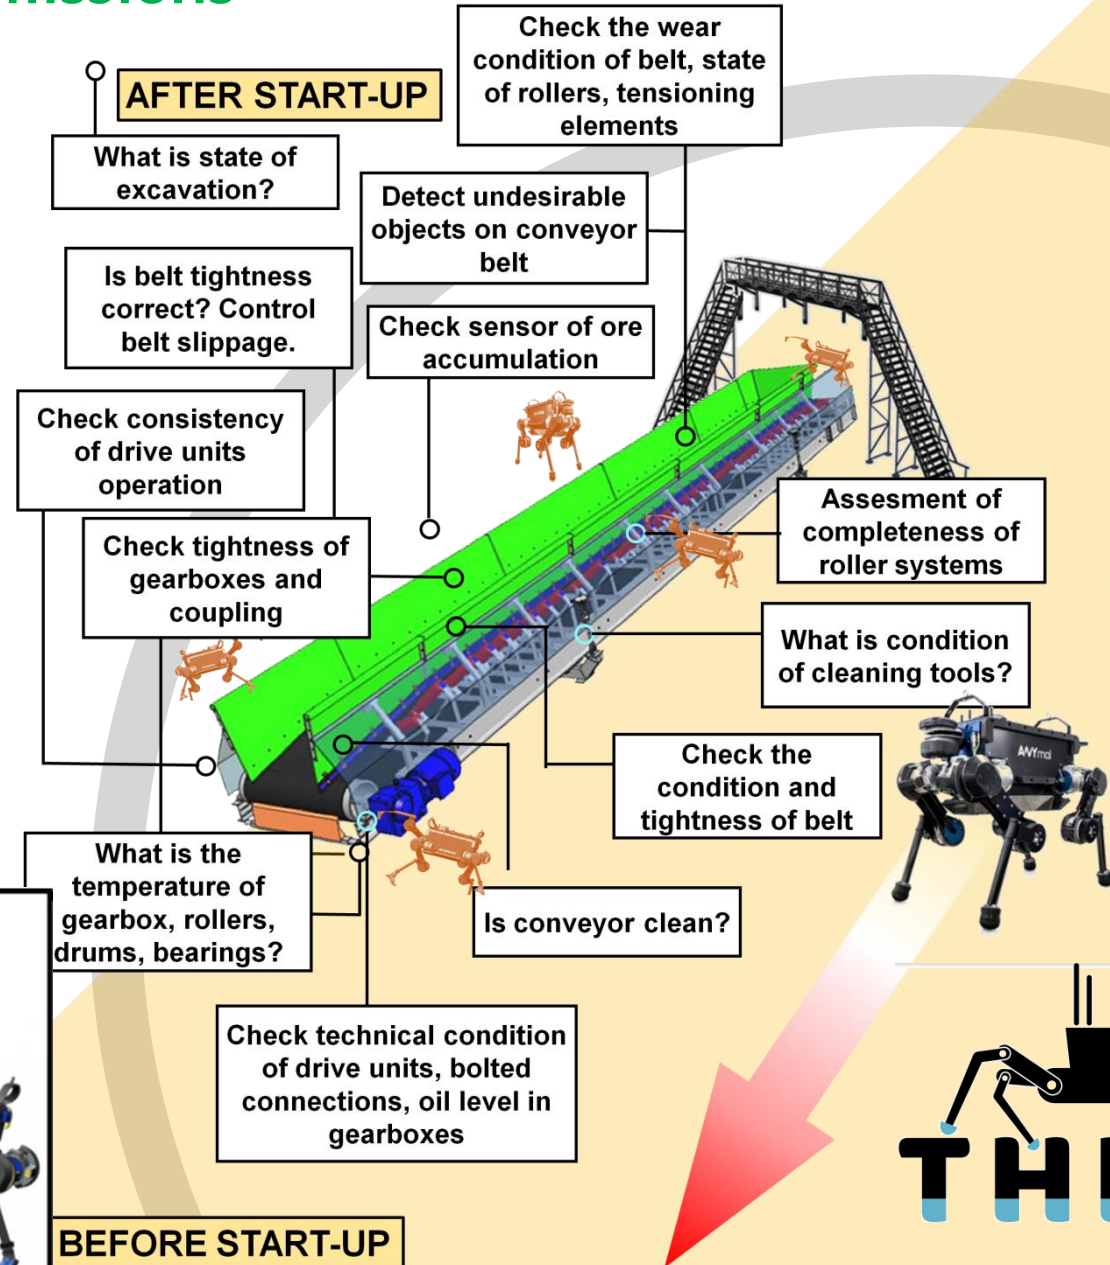 missions
Check the wear
condition of belt, state
of rollers, tensioning
elements
AFTER START-UP
What is state of
excavation?
Detect undesirable
objects on conveyor
belt
Is belt tightness
correct? Control
belt slippage.
Check sensor of ore
accumulation
Check consistency
of drive units
operation
Assesment of
completeness of
roller systems
Check tightness of
gearboxes and
coupling
What is condition
of cleaning tools?
ANYmal
Check the
condition and
tightness of belt
What is the
temperature of
gearbox, rollers,
drums, bearings?
Is conveyor clean?
Check technical condition
of drive units, bolted
connections, oil level in
gearboxes
TH
BEFORE START-UP